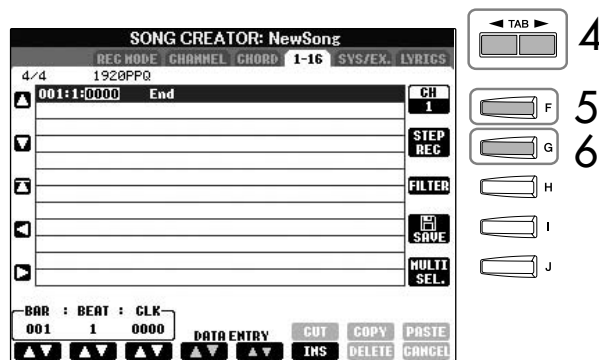 SONG CREATOR: NewSong
REC MODE CHANNEL CHORD 1-16 SYS/EX. LYRICS
4/4 1920PPQ
001:1:0000 End
CH
1
STEP
REC
FILTER
SAVE
MULTI
SEL.
BAR : BEAT : CLK
001 1 0000
DATA ENTRY
CUT COPY PASTE
INS DELETE CANCEL
TAB
4
F
5
G
6
H
I
J